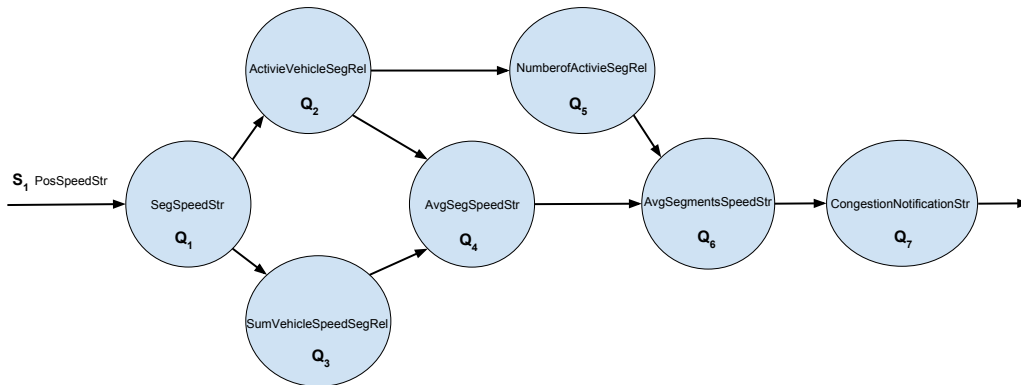 ActivieVehicleSegRel
Q2
NumberofActivieSegRel
Q5
S1 PosSpeedStr
SegSpeedStr
Q1
AvgSegSpeedStr
Q4
AvgSegmentsSpeedStr
Q6
CongestionNotificationStr
Q7
SumVehicleSpeedSegRel
Q3